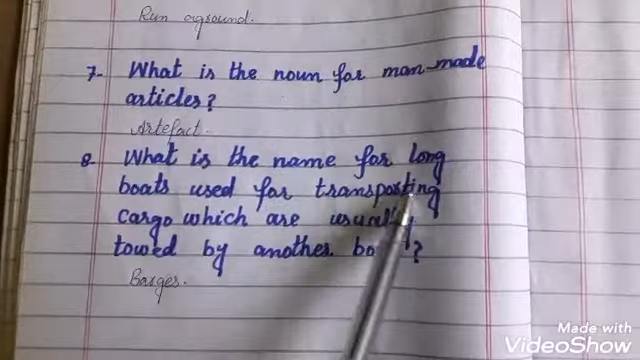 Run aground.
7- What is the noun for man-made
articles?
Artefact.
8- What is the name for long
boats used for transporting
cargo which are usually
towed by another bo ?
Barges.
Made with
VideoShow